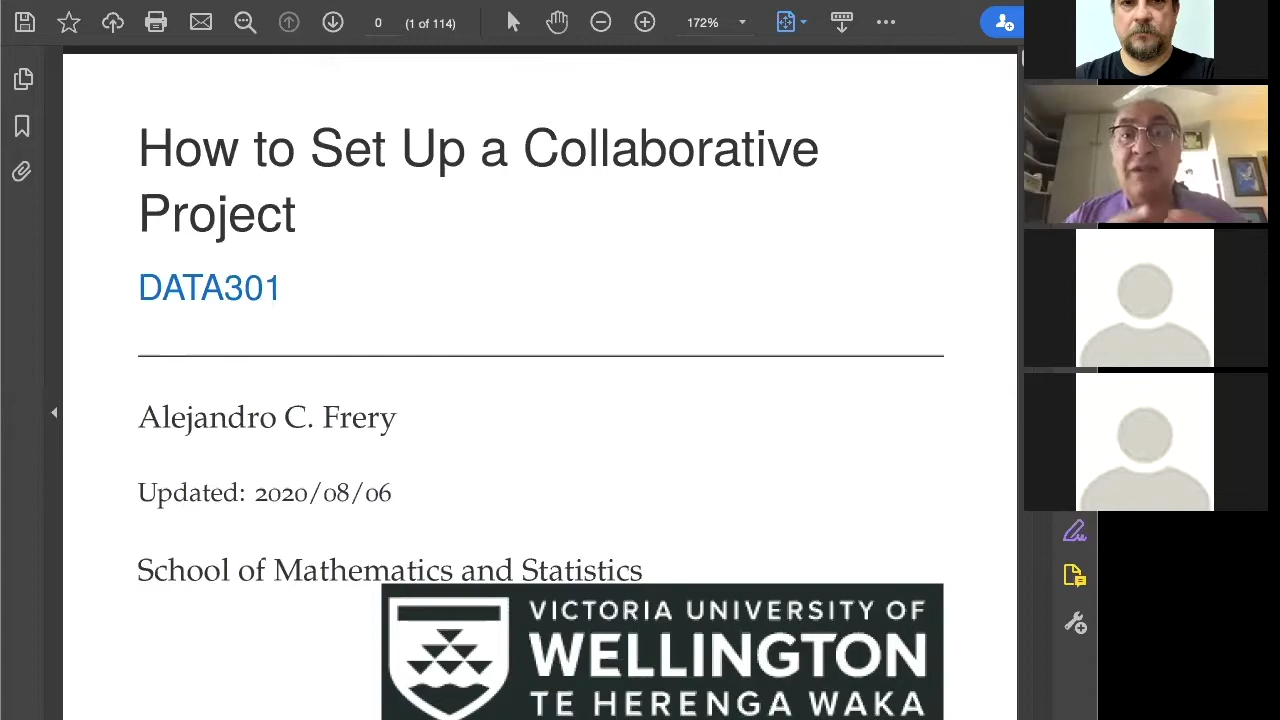 0 (1 of 114) 172%
How to Set Up a Collaborative
Project
DATA301
Alejandro C. Frery
Updated: 2020/08/06
School of Mathematics and Statistics
VICTORIA UNIVERSITY OF
WELLINGTON
TE HERENGA WAKA